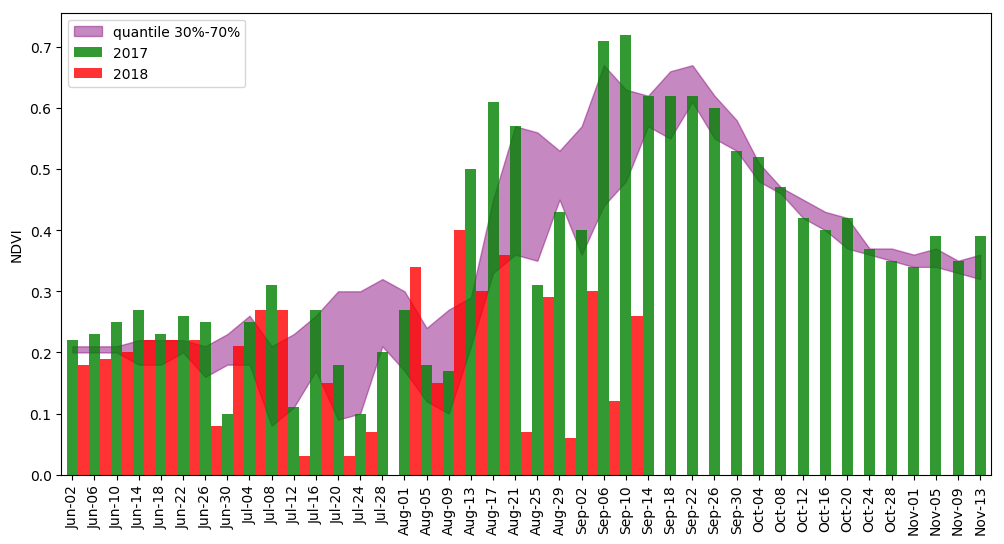 quantile 30%-70%
2017
2018
NDVI
0.7
0.6
0.5
0.4
0.3
0.2
0.1
0.0
Jun-02
Jun-06
Jun-10
Jun-14
Jun-18
Jun-22
Jun-26
Jun-30
Jul-04
Jul-08
Jul-12
Jul-16
Jul-20
Jul-24
Jul-28
Aug-01
Aug-05
Aug-09
Aug-13
Aug-17
Aug-21
Aug-25
Aug-29
Sep-02
Sep-06
Sep-10
Sep-14
Sep-18
Sep-22
Sep-26
Sep-30
Oct-04
Oct-08
Oct-12
Oct-16
Oct-20
Oct-24
Oct-28
Nov-01
Nov-05
Nov-09
Nov-13